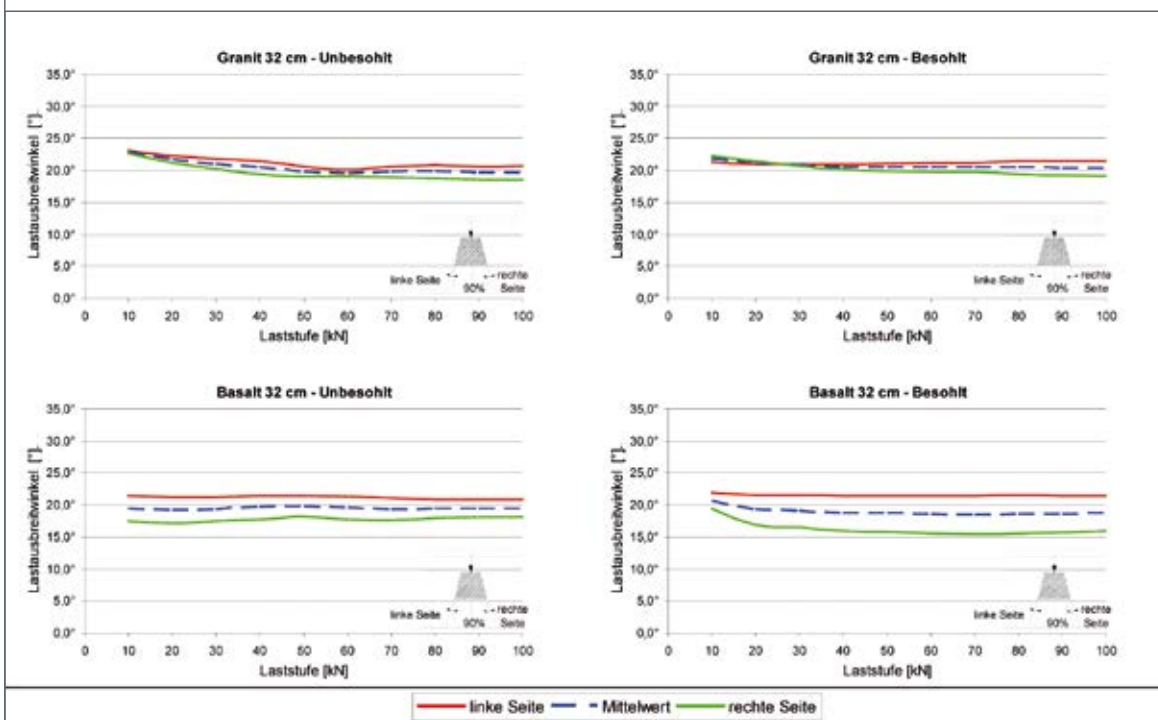 Granit 32 cm - Unbesohlt
35,0°
30,0°
25,0°
20,0°
15,0°
10,0°
5,0°
0,0°
Lastausbreitwinkel [°].
linke Seite
rechte
Seite
90%
0 10 20 30 40 50 60 70 80 90 100
Laststufe [kN]
Granit 32 cm - Besohlt
35,0°
30,0°
25,0°
20,0°
15,0°
10,0°
5,0°
0,0°
Lastausbreitwinkel [°].
linke Seite
rechte
Seite
90%
0 10 20 30 40 50 60 70 80 90 100
Laststufe [kN]
Basalt 32 cm - Unbesohlt
35,0°
30,0°
25,0°
20,0°
15,0°
10,0°
5,0°
0,0°
Lastausbreitwinkel [°].
linke Seite
rechte
Seite
90%
0 10 20 30 40 50 60 70 80 90 100
Laststufe [kN]
Basalt 32 cm - Besohlt
35,0°
30,0°
25,0°
20,0°
15,0°
10,0°
5,0°
0,0°
Lastausbreitwinkel [°].
linke Seite
rechte
Seite
90%
0 10 20 30 40 50 60 70 80 90 100
Laststufe [kN]
linke Seite Mittelwert rechte Seite